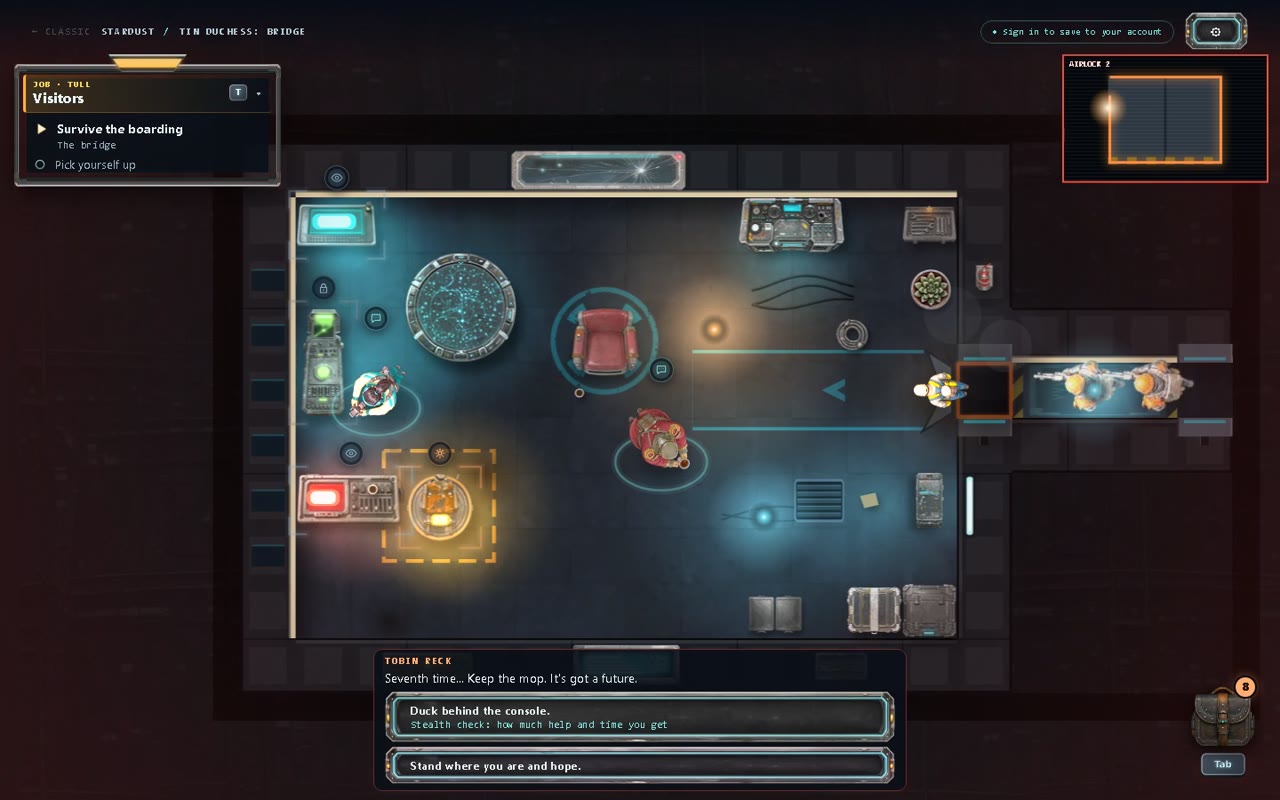 ← CLASSIC STARDUST / TIN DUCHESS: BRIDGE
• Sign in to save to your account
JOB · TULL
Visitors
T
Survive the boarding
The bridge
Pick yourself up
AIRLOCK 2
TOBIN RECK
Seventh time... Keep the mop. It's got a future.
Duck behind the console.
Stealth check: how much help and time you get
Stand where you are and hope.
8
Tab